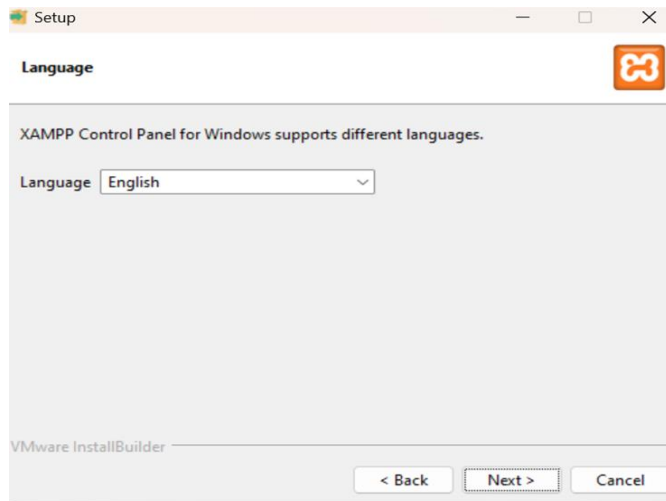 Setup
Language
XAMPP Control Panel for Windows supports different languages.
Language English
VMware InstallBuilder
< Back Next > Cancel